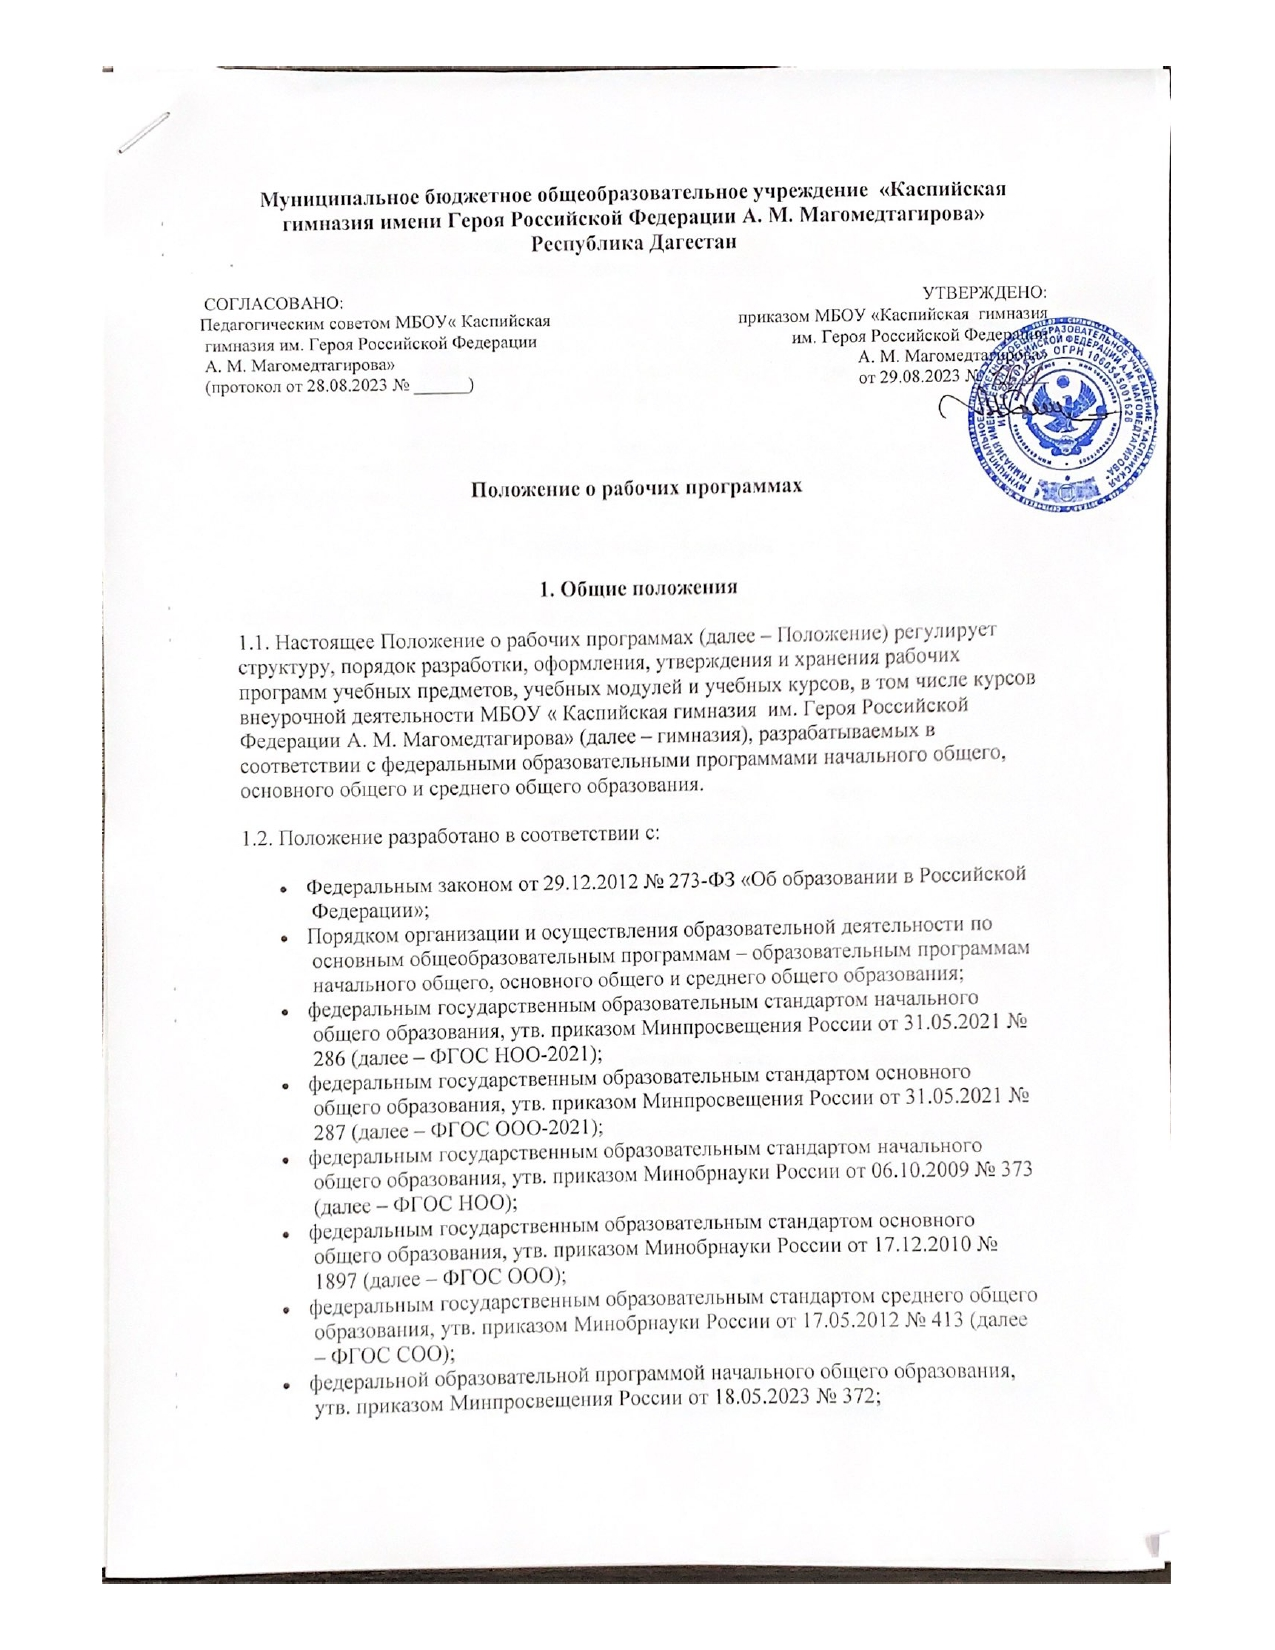 Муниципальное бюджетное общеобразовательное учреждение «Каспийская
гимназия имени Героя Российской Федерации А. М. Магомедтагирова»
Республика Дагестан
СОГЛАСОВАНО:
Педагогическим советом МБОУ« Каспийская
гимназия им. Героя Российской Федерации
А. М. Магомедтагирова»
(протокол от 28.08.2023 № ______)
УТВЕРЖДЕНО:
приказом МБОУ «Каспийская гимназия
им. Героя Российской Федерации
А. М. Магомедтагирова»
от 29.08.2023 №
Положение о рабочих программах
1. Общие положения
1.1. Настоящее Положение о рабочих программах (далее – Положение) регулирует
структуру, порядок разработки, оформления, утверждения и хранения рабочих
программ учебных предметов, учебных модулей и учебных курсов, в том числе курсов
внеурочной деятельности МБОУ « Каспийская гимназия им. Героя Российской
Федерации А. М. Магомедтагирова» (далее – гимназия), разрабатываемых в
соответствии с федеральными образовательными программами начального общего,
основного общего и среднего общего образования.
1.2. Положение разработано в соответствии с:
• Федеральным законом от 29.12.2012 № 273-ФЗ «Об образовании в Российской
Федерации»;
• Порядком организации и осуществления образовательной деятельности по
основным общеобразовательным программам – образовательным программам
начального общего, основного общего и среднего общего образования;
• федеральным государственным образовательным стандартом начального
общего образования, утв. приказом Минпросвещения России от 31.05.2021 №
286 (далее – ФГОС НОО-2021);
• федеральным государственным образовательным стандартом основного
общего образования, утв. приказом Минпросвещения России от 31.05.2021 №
287 (далее – ФГОС ООО-2021);
• федеральным государственным образовательным стандартом начального
общего образования, утв. приказом Минобрнауки России от 06.10.2009 № 373
(далее – ФГОС НОО);
• федеральным государственным образовательным стандартом основного
общего образования, утв. приказом Минобрнауки России от 17.12.2010 №
1897 (далее – ФГОС ООО);
• федеральным государственным образовательным стандартом среднего общего
образования, утв. приказом Минобрнауки России от 17.05.2012 № 413 (далее
– ФГОС СОО);
• федеральной образовательной программой начального общего образования,
утв. приказом Минпросвещения России от 18.05.2023 № 372;